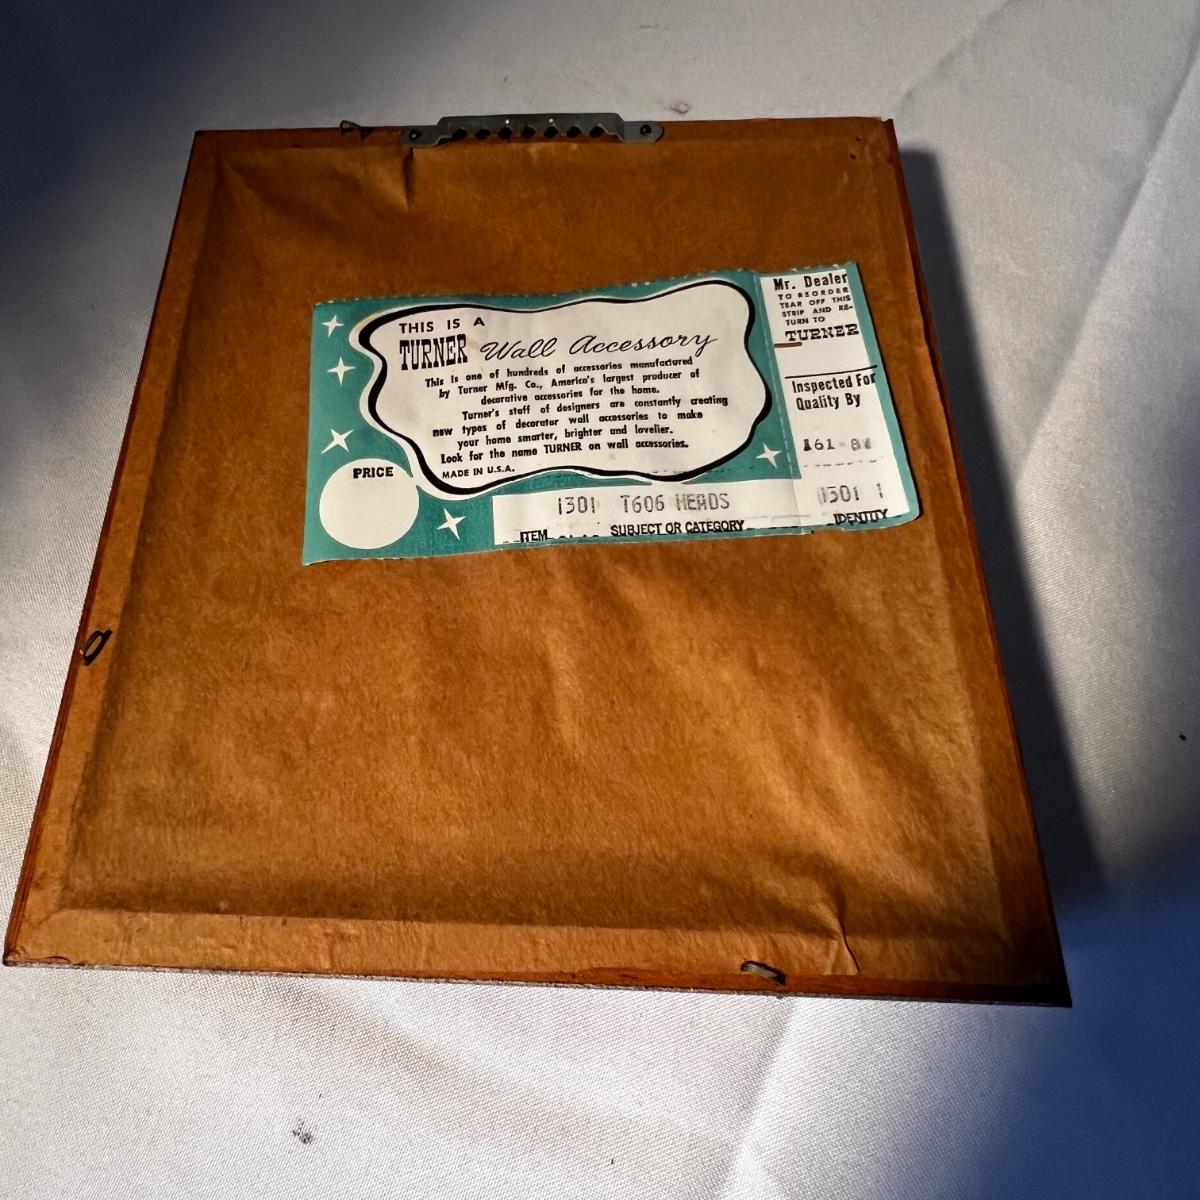 THIS IS A
TURNER Wall Accessory
This is one of hundreds of accessories manufactured
by Turner Mfg. Co., America's largest producer of
decorative accessories for the home.
Turner's staff of designers are constantly creating
new types of decorator wall accessories to make
your home smarter, brighter and lovelier.
Look for the name TURNER on wall accessories.
MADE IN U.S.A.
PRICE
1301 T606 HEADS
ITEM SUBJECT OR CATEGORY
Mr. Dealer
TO REORDER
TEAR OFF THIS
STRIP AND RE-
TURN TO
TURNER
Inspected For
Quality By
1301 1
IDENTITY